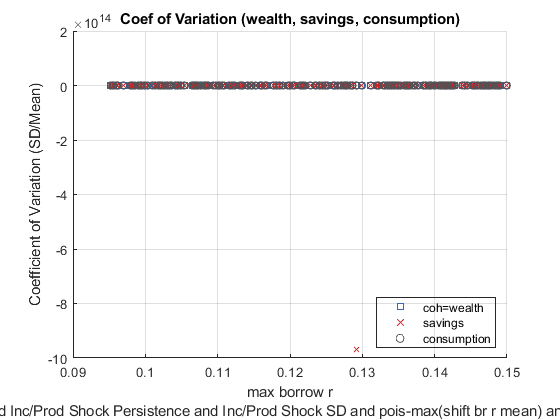 Coef of Variation (wealth, savings, consumption)
×10^14
2
0
-2
-4
-6
-8
-10
Coefficient of Variation (SD/Mean)
coh=wealth
savings
consumption
0.09 0.1 0.11 0.12 0.13 0.14 0.15
max borrow r
d Inc/Prod Shock Persistence and Inc/Prod Shock SD and pois-max(shift br r mean) an